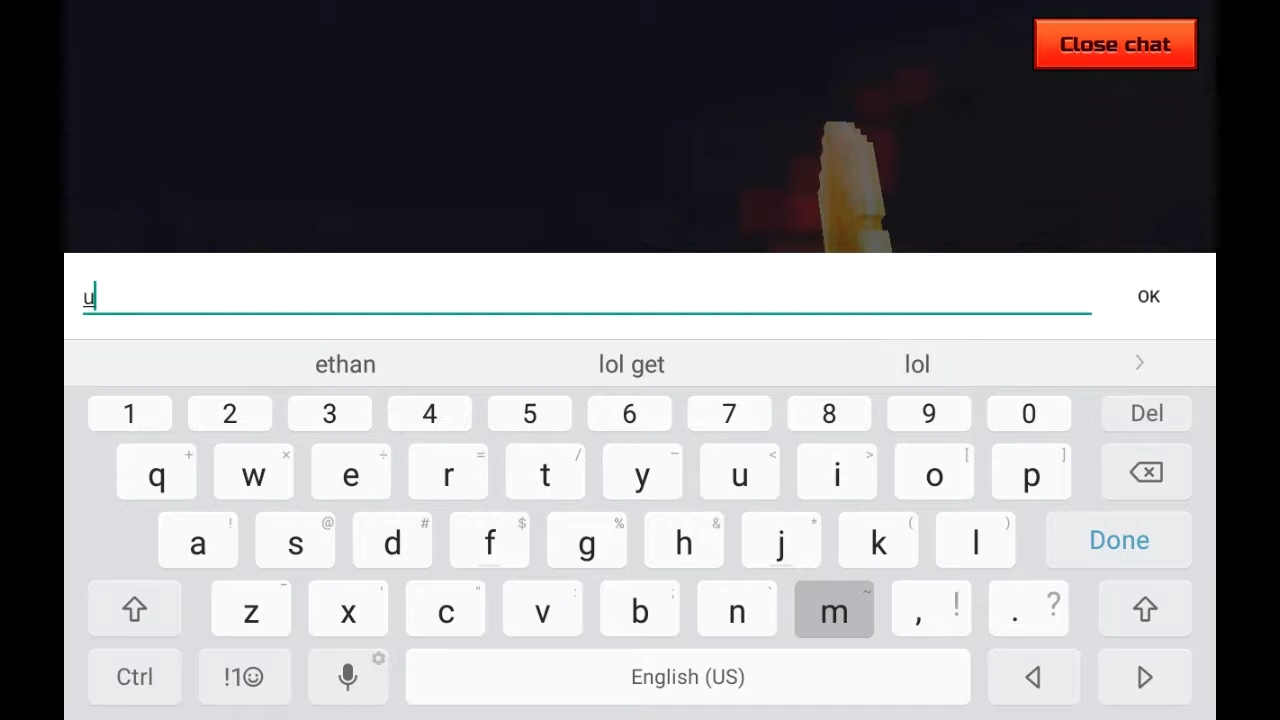 Close chat
u
OK
ethan lol get lol >
1 2 3 4 5 6 7 8 9 0 Del
+ × ÷ = / _ < > [ ]
q w e r t y u i o p
! @ # $ % & * ( )
a s d f g h j k l Done
- ' " : ; ` ~
z x c v b n m , ! . ?
Ctrl !1☺ English (US)